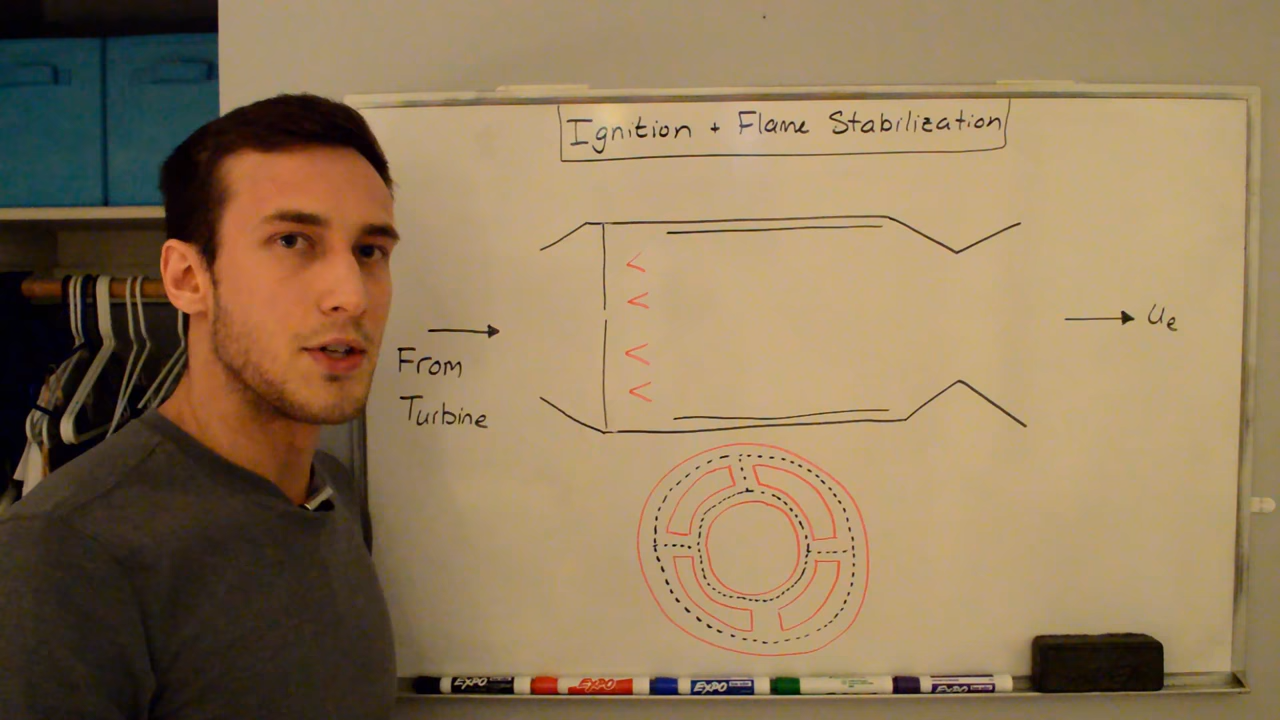 Ignition + Flame Stabilization
From
Turbine
ue
EXPO
EXPO
EXPO
EXPO